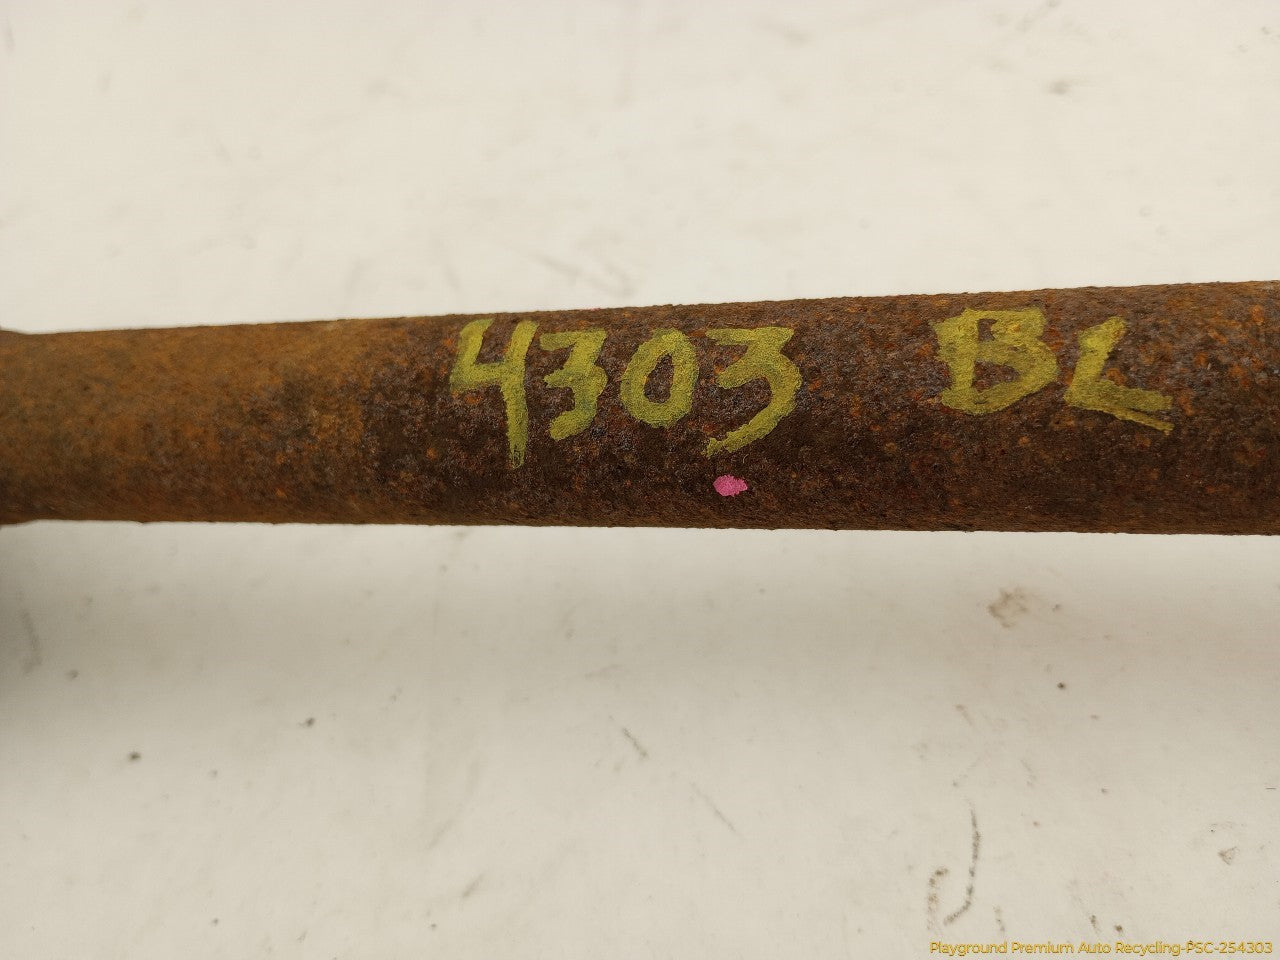 4303 BL
Playground Premium Auto Recycling-PSC-254303